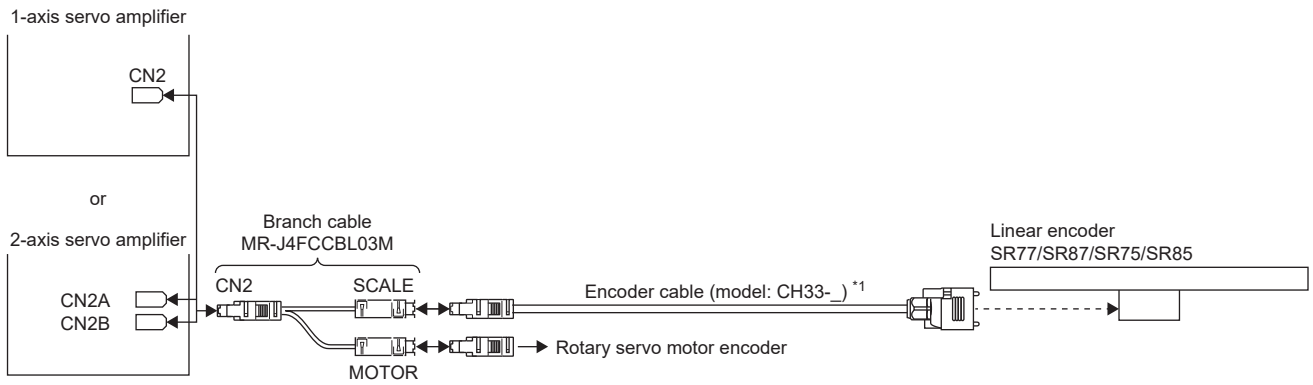 1-axis servo amplifier
CN2
or
2-axis servo amplifier
CN2A
CN2B
Branch cable
MR-J4FCCBL03M
CN2
SCALE
MOTOR
Encoder cable (model: CH33-_) *1
Rotary servo motor encoder
Linear encoder
SR77/SR87/SR75/SR85